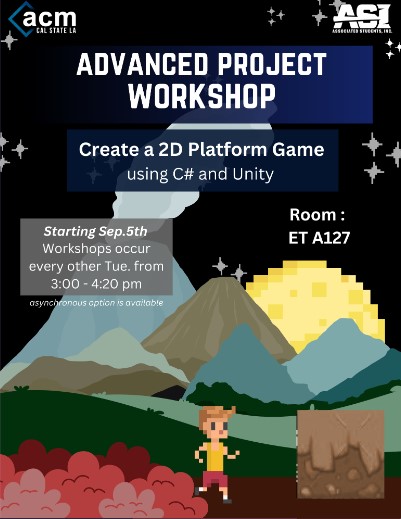 acm
CAL STATE LA
ASI
ASSOCIATED STUDENTS, INC.
ADVANCED PROJECT
WORKSHOP
Create a 2D Platform Game
using C# and Unity
Room :
ET A127
Starting Sep.5th
Workshops occur
every other Tue. from
3:00 - 4:20 pm
asynchronous option is available